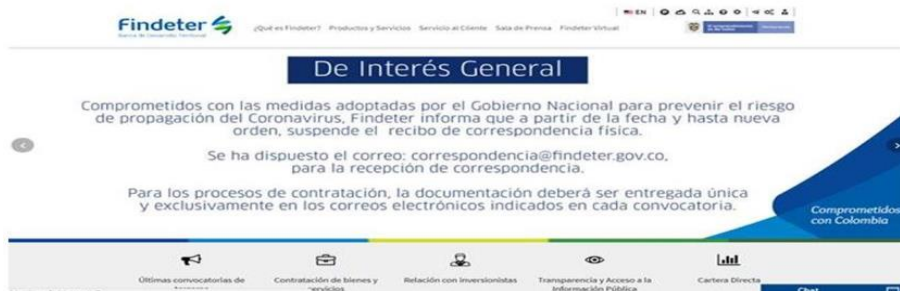 EN
Findeter
Banca de Desarrollo Territorial
¿Qué es Findeter? Productos y Servicios Servicio al Cliente Sala de Prensa Findeter Virtual
De Interés General
Comprometidos con las medidas adoptadas por el Gobierno Nacional para prevenir el riesgo
de propagación del Coronavirus, Findeter informa que a partir de la fecha y hasta nueva
orden, suspende el recibo de correspondencia física.
Se ha dispuesto el correo: correspondencia@findeter.gov.co,
para la recepción de correspondencia.
Para los procesos de contratación, la documentación deberá ser entregada única
y exclusivamente en los correos electrónicos indicados en cada convocatoria.
Comprometidos
con Colombia
Últimas convocatorias de
Contratación de bienes y
servicios
Relación con inversionistas
Transparencia y Acceso a la
Información Pública
Cartera Directa
Chat